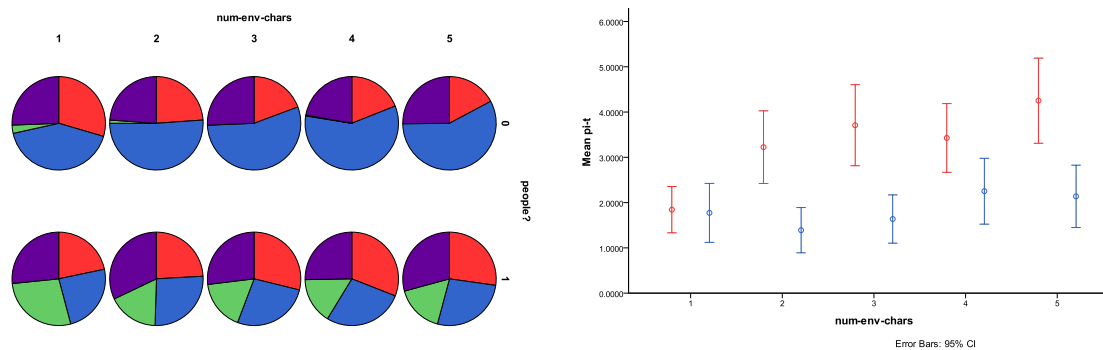 num-env-chars
1 2 3 4 5
0
people?
1
6.0000
5.0000
4.0000
3.0000
2.0000
1.0000
0.0000
Mean pi-t
1 2 3 4 5
num-env-chars
Error Bars: 95% CI